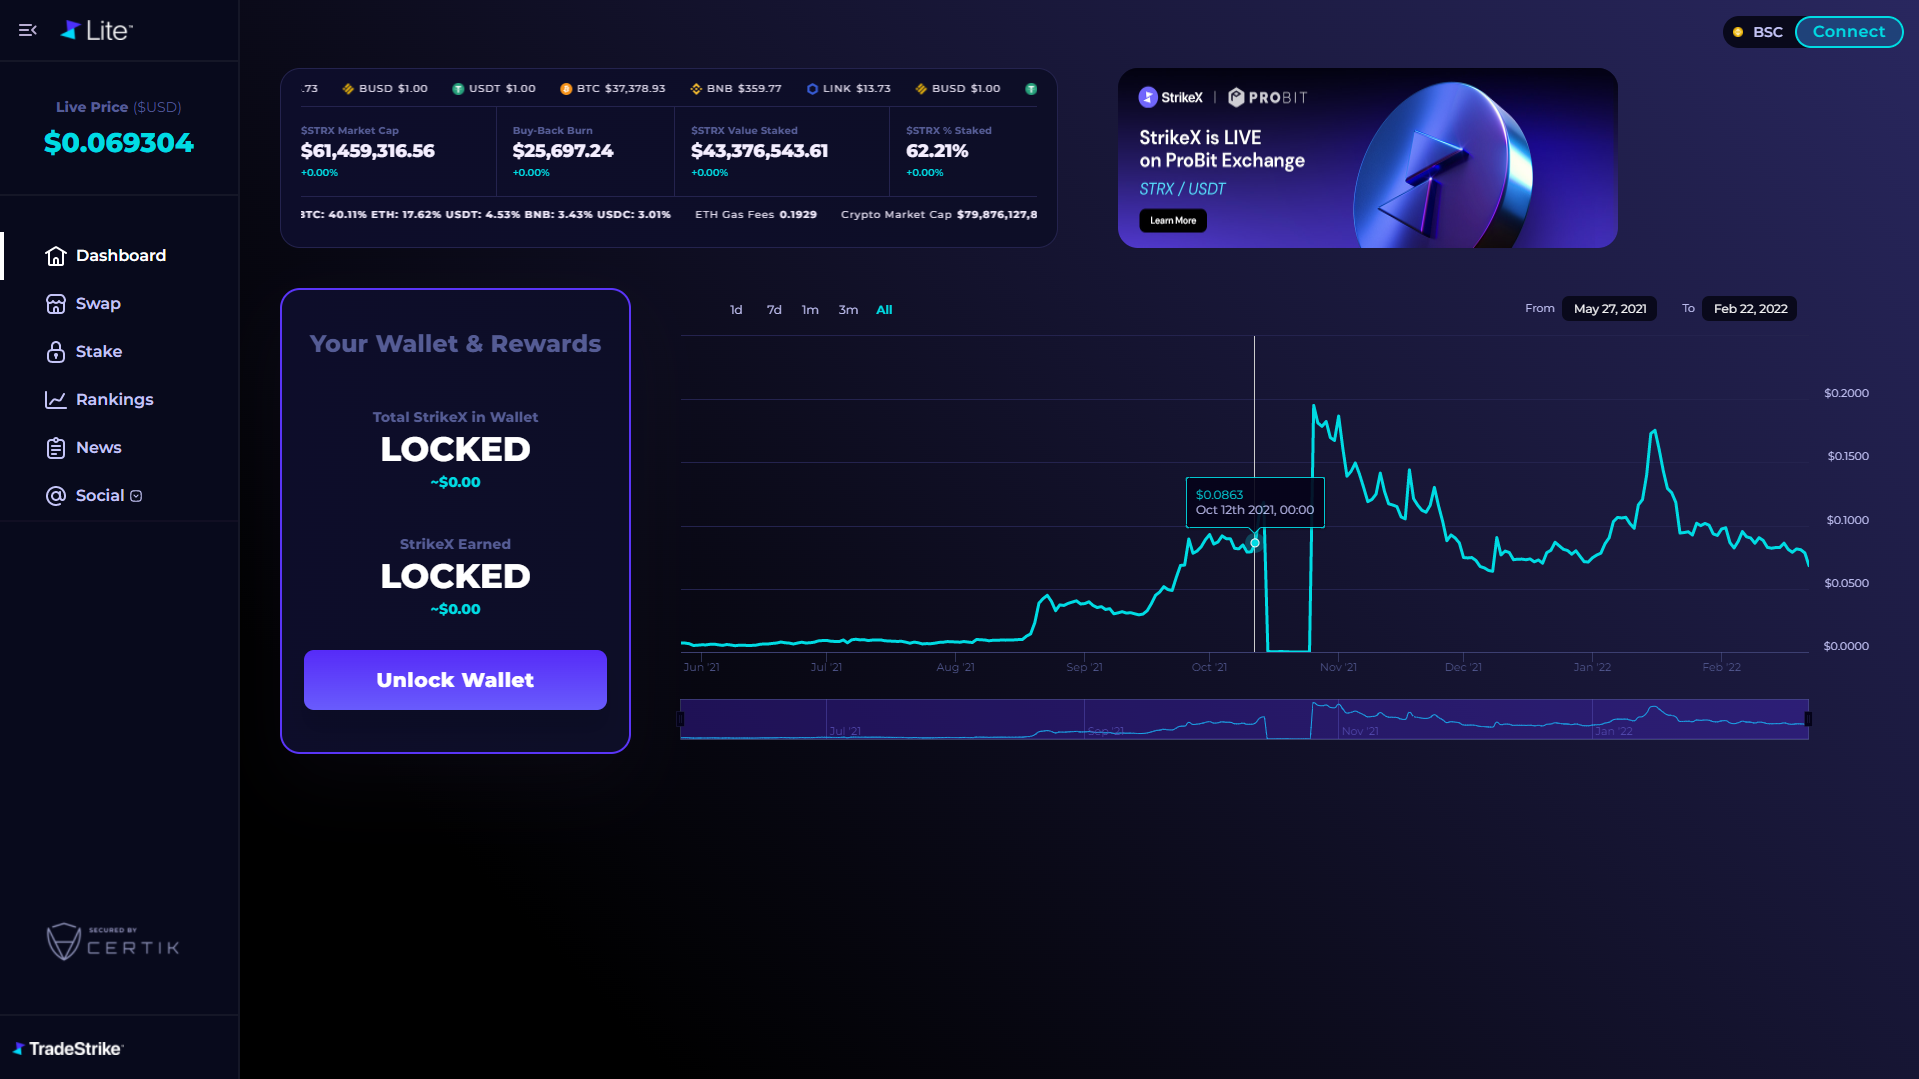 Lite™
BSC
Connect
Live Price ($USD)
$0.069304
Dashboard
Swap
Stake
Rankings
News
Social
SECURED BY
CERTIK
TradeStrike
.73 BUSD $1.00 USDT $1.00 BTC $37,378.93 BNB $359.77 LINK $13.73 BUSD $1.00
$STRX Market Cap
$61,459,316.56
+0.00%
Buy-Back Burn
$25,697.24
+0.00%
$STRX Value Staked
$43,376,543.61
+0.00%
$STRX % Staked
62.21%
+0.00%
BTC: 40.11% ETH: 17.62% USDT: 4.53% BNB: 3.43% USDC: 3.01% ETH Gas Fees 0.1929 Crypto Market Cap $79,876,127,8
StrikeX | PROBIT
StrikeX is LIVE
on ProBit Exchange
STRX / USDT
Learn More
Your Wallet & Rewards
Total StrikeX in Wallet
LOCKED
~$0.00
StrikeX Earned
LOCKED
~$0.00
Unlock Wallet
1d 7d 1m 3m All
From May 27, 2021 To Feb 22, 2022
$0.2000
$0.1500
$0.1000
$0.0500
$0.0000
$0.0863
Oct 12th 2021, 00:00
Jun '21 Jul '21 Aug '21 Sep '21 Oct '21 Nov '21 Dec '21 Jan '22 Feb '22
Jul '21 Sep '21 Nov '21 Jan '22